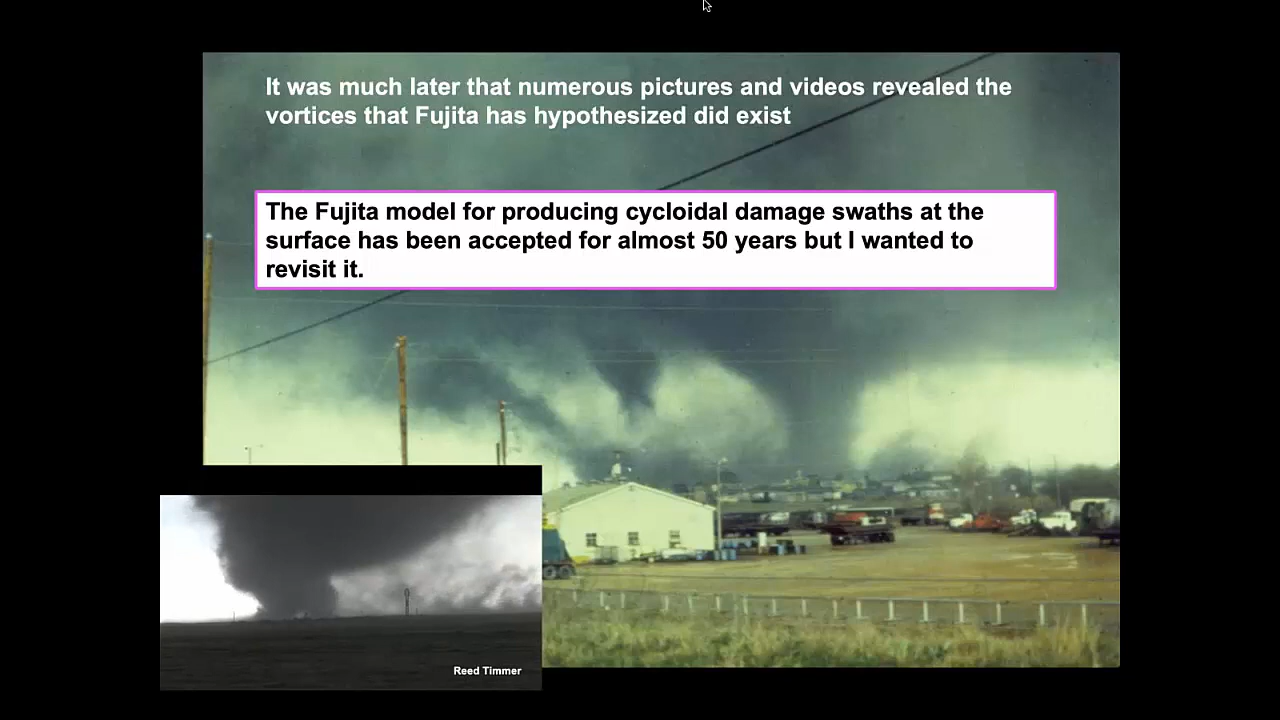 It was much later that numerous pictures and videos revealed the
vortices that Fujita has hypothesized did exist
The Fujita model for producing cycloidal damage swaths at the
surface has been accepted for almost 50 years but I wanted to
revisit it.
Reed Timmer